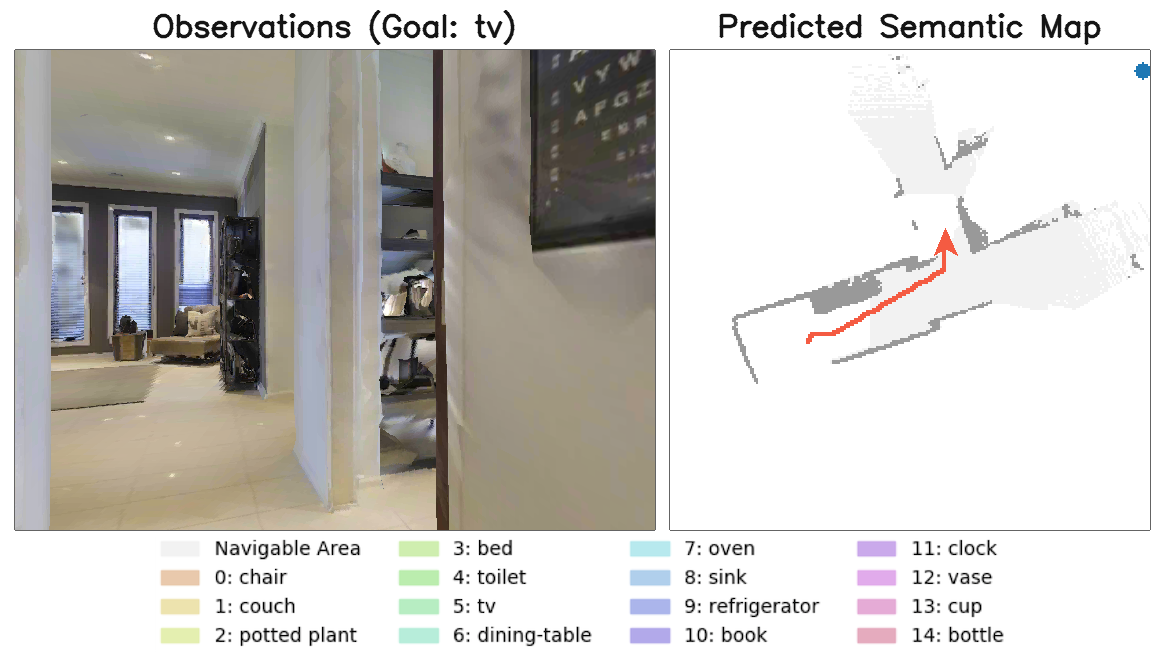 Observations (Goal: tv)
Predicted Semantic Map
VYW
AFGZ
Navigable Area
0: chair
1: couch
2: potted plant
3: bed
4: toilet
5: tv
6: dining-table
7: oven
8: sink
9: refrigerator
10: book
11: clock
12: vase
13: cup
14: bottle